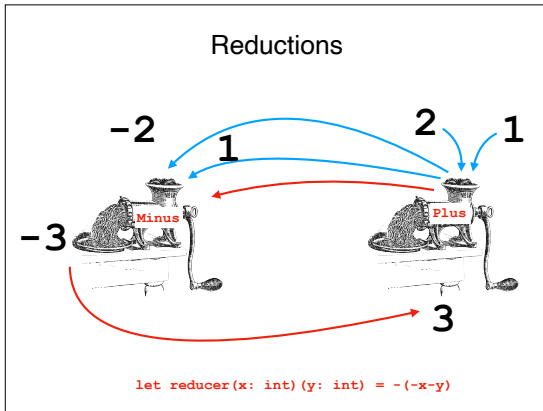 Reductions
-2
1
2
1
Minus
Plus
-3
3
let reducer(x: int)(y: int) = -(-x-y)